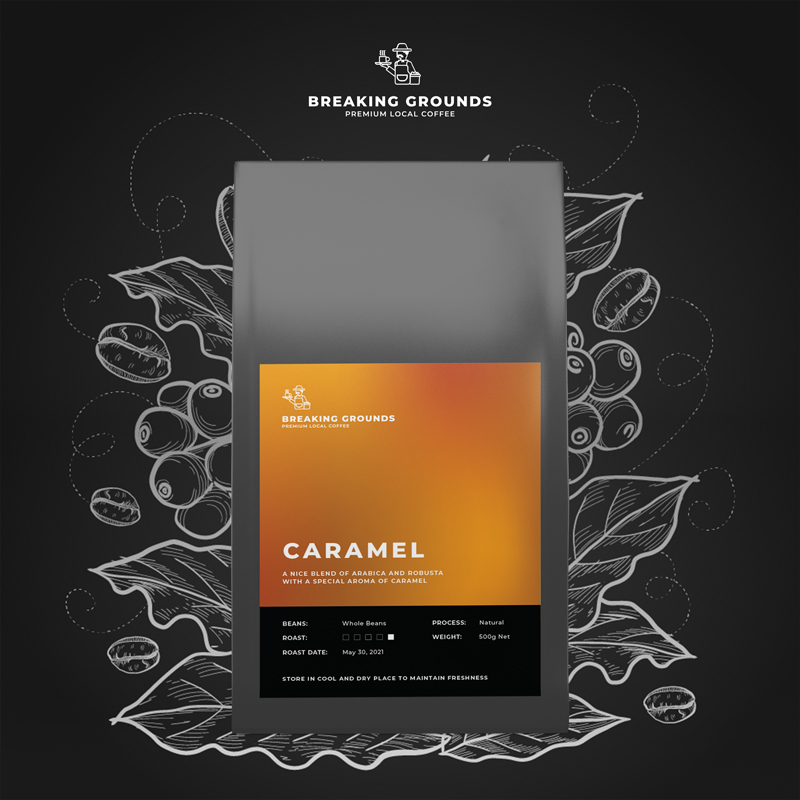 BREAKING GROUNDS
PREMIUM LOCAL COFFEE
BREAKING GROUNDS
PREMIUM LOCAL COFFEE
CARAMEL
A NICE BLEND OF ARABICA AND ROBUSTA
WITH A SPECIAL AROMA OF CARAMEL
BEANS: Whole Beans PROCESS: Natural
ROAST: WEIGHT: 500g Net
ROAST DATE: May 30, 2021
STORE IN COOL AND DRY PLACE TO MAINTAIN FRESHNESS